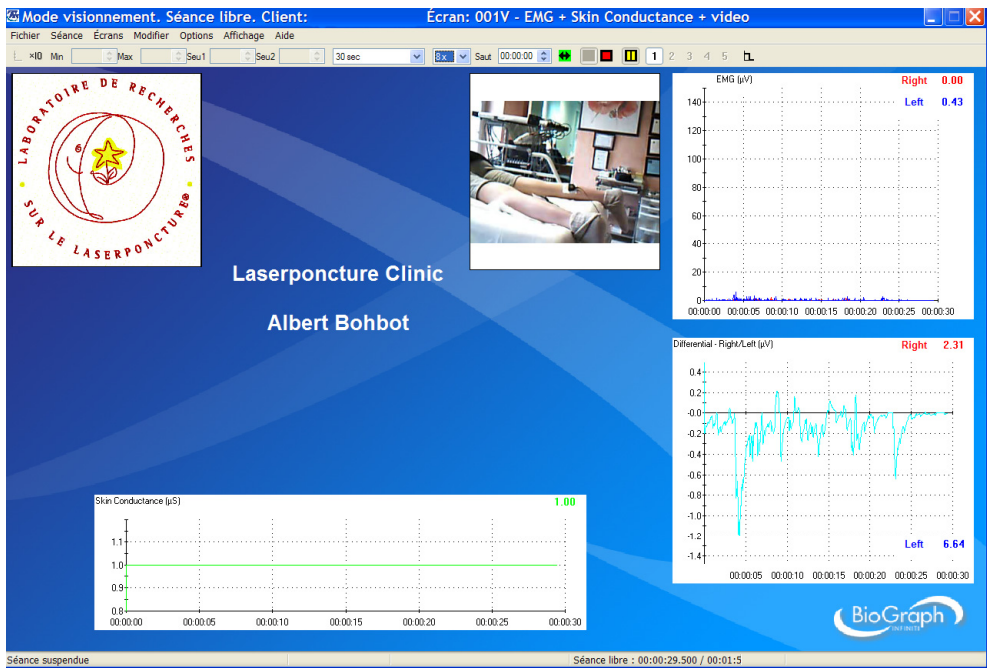 Mode visionnement. Séance libre. Client: Écran: 001V - EMG + Skin Conductance + video
Fichier Séance Écrans Modifier Options Affichage Aide
×10 Min Max Seu1 Seu2 30 sec 8x Saut 00:00:00 1 2 3 4 5
LABORATOIRE DE RECHERCHES
SUR LE LASERPONCTURE®
Laserponcture Clinic
Albert Bohbot
EMG (µV) Right 0.00
Left 0.43
140
120
100
80
60
40
20
0
00:00:00 00:00:05 00:00:10 00:00:15 00:00:20 00:00:25 00:00:30
Differential - Right/Left (µV) Right 2.31
0.4
0.2
-0.0
-0.2
-0.4
-0.6
-0.8
-1.0
-1.2
-1.4
Left 6.64
00:00:05 00:00:10 00:00:15 00:00:20 00:00:25 00:00:30
Skin Conductance (µS) 1.00
1.1
1.0
0.9
0.8
00:00:00 00:00:05 00:00:10 00:00:15 00:00:20 00:00:25 00:00:30
BioGraph
INFINITI
Séance suspendue Séance libre : 00:00:29.500 / 00:01:5